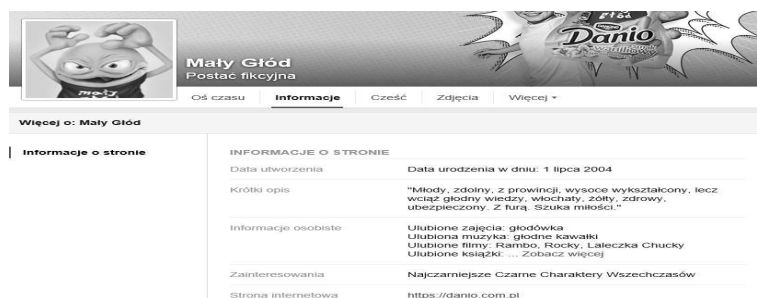 Danio
Mały Głód
Postać fikcyjna
Oś czasu Informacje Cześć Zdjęcia Więcej
Więcej o: Mały Głód
Informacje o stronie
INFORMACJE O STRONIE
Data utworzenia Data urodzenia w dniu: 1 lipca 2004
Krótki opis "Młody, zdolny, z prowincji, wysoce wykształcony, lecz
wciąż głodny wiedzy, włochaty, żółty, zdrowy,
ubezpieczony. Z furą. Szuka miłości."
Informacje osobiste Ulubione zajęcia: głodówka
Ulubiona muzyka: głodne kawałki
Ulubione filmy: Rambo, Rocky, Laleczka Chucky
Ulubione książki: ... Zobacz więcej
Zainteresowania Najczarniejsze Czarne Charaktery Wszechczasów
Strona internetowa https://danio.com.pl